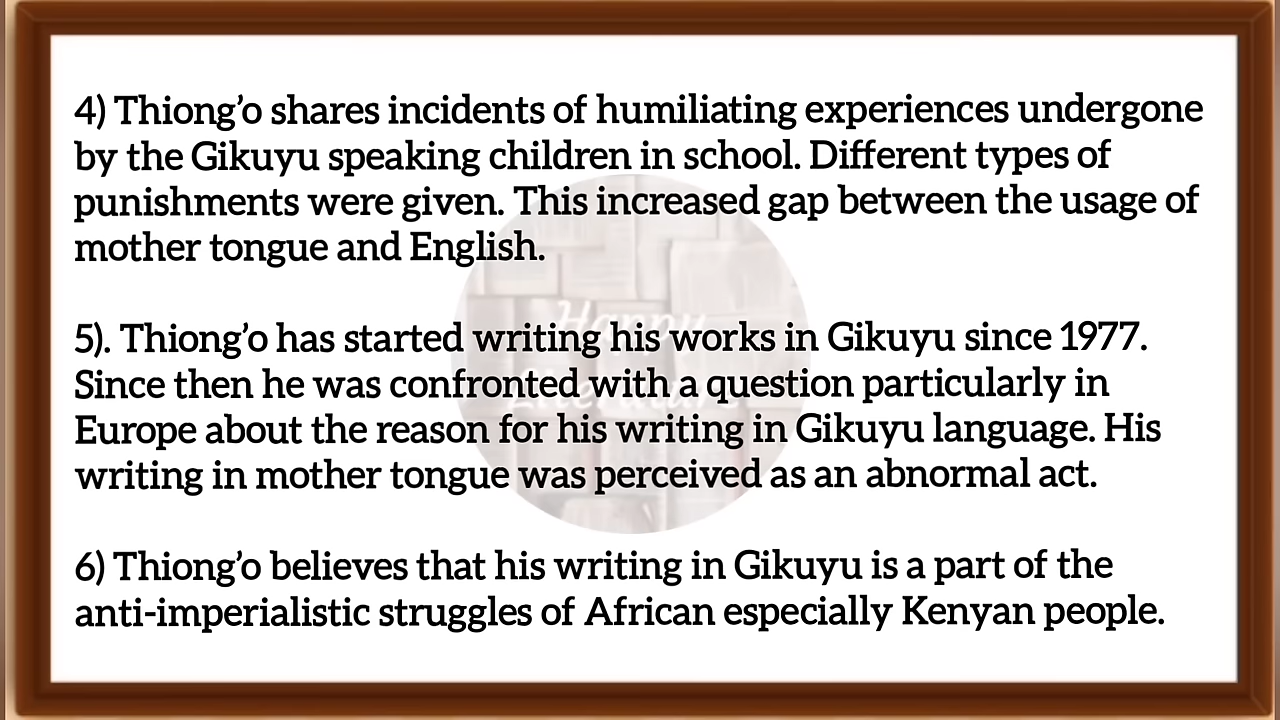 4) Thiong’o shares incidents of humiliating experiences undergone
by the Gikuyu speaking children in school. Different types of
punishments were given. This increased gap between the usage of
mother tongue and English.
5). Thiong’o has started writing his works in Gikuyu since 1977.
Since then he was confronted with a question particularly in
Europe about the reason for his writing in Gikuyu language. His
writing in mother tongue was perceived as an abnormal act.
6) Thiong’o believes that his writing in Gikuyu is a part of the
anti-imperialistic struggles of African especially Kenyan people.
Happy